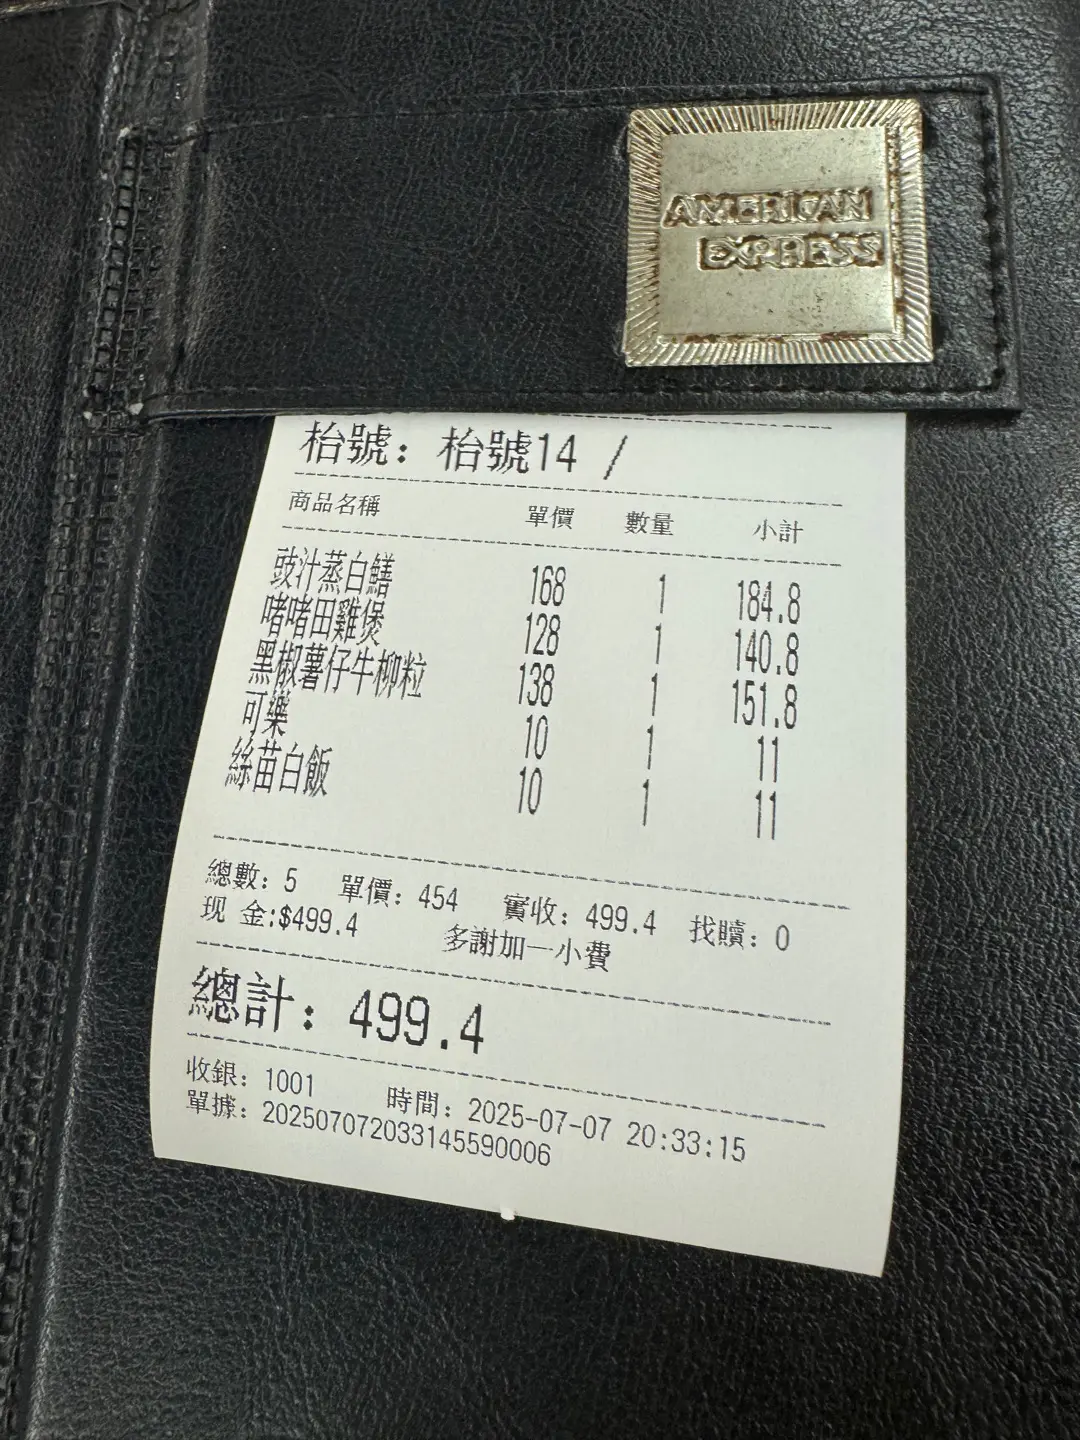 AMERICAN
EXPRESS
枱號：枱號14 /
商品名稱 單價 數量 小計
豉汁蒸白鱔 168 1 184.8
啫啫田雞煲 128 1 140.8
黑椒薯仔牛柳粒 138 1 151.8
可樂 10 1 11
絲苗白飯 10 1 11
總數：5 單價：454 實收：499.4 找贖：0
现 金:$499.4 多謝加一小費
總計：499.4
收銀：1001 時間：2025-07-07 20:33:15
單據：202507072033145590006